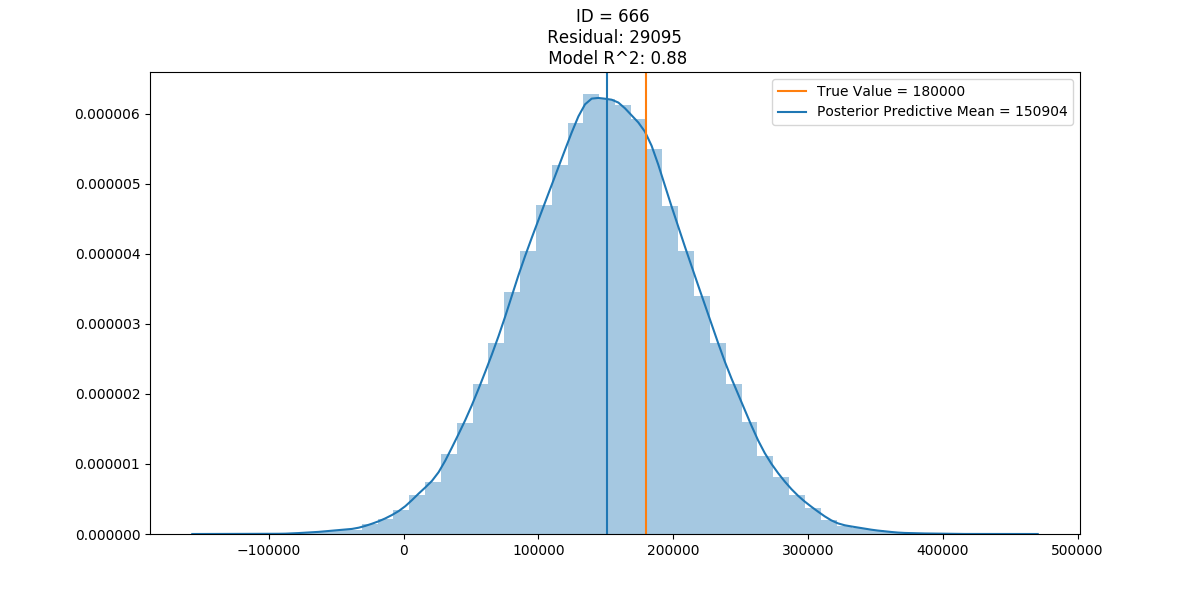 ID = 666
Residual: 29095
Model R^2: 0.88
True Value = 180000
Posterior Predictive Mean = 150904
0.000006
0.000005
0.000004
0.000003
0.000002
0.000001
0.000000
−100000 0 100000 200000 300000 400000 500000